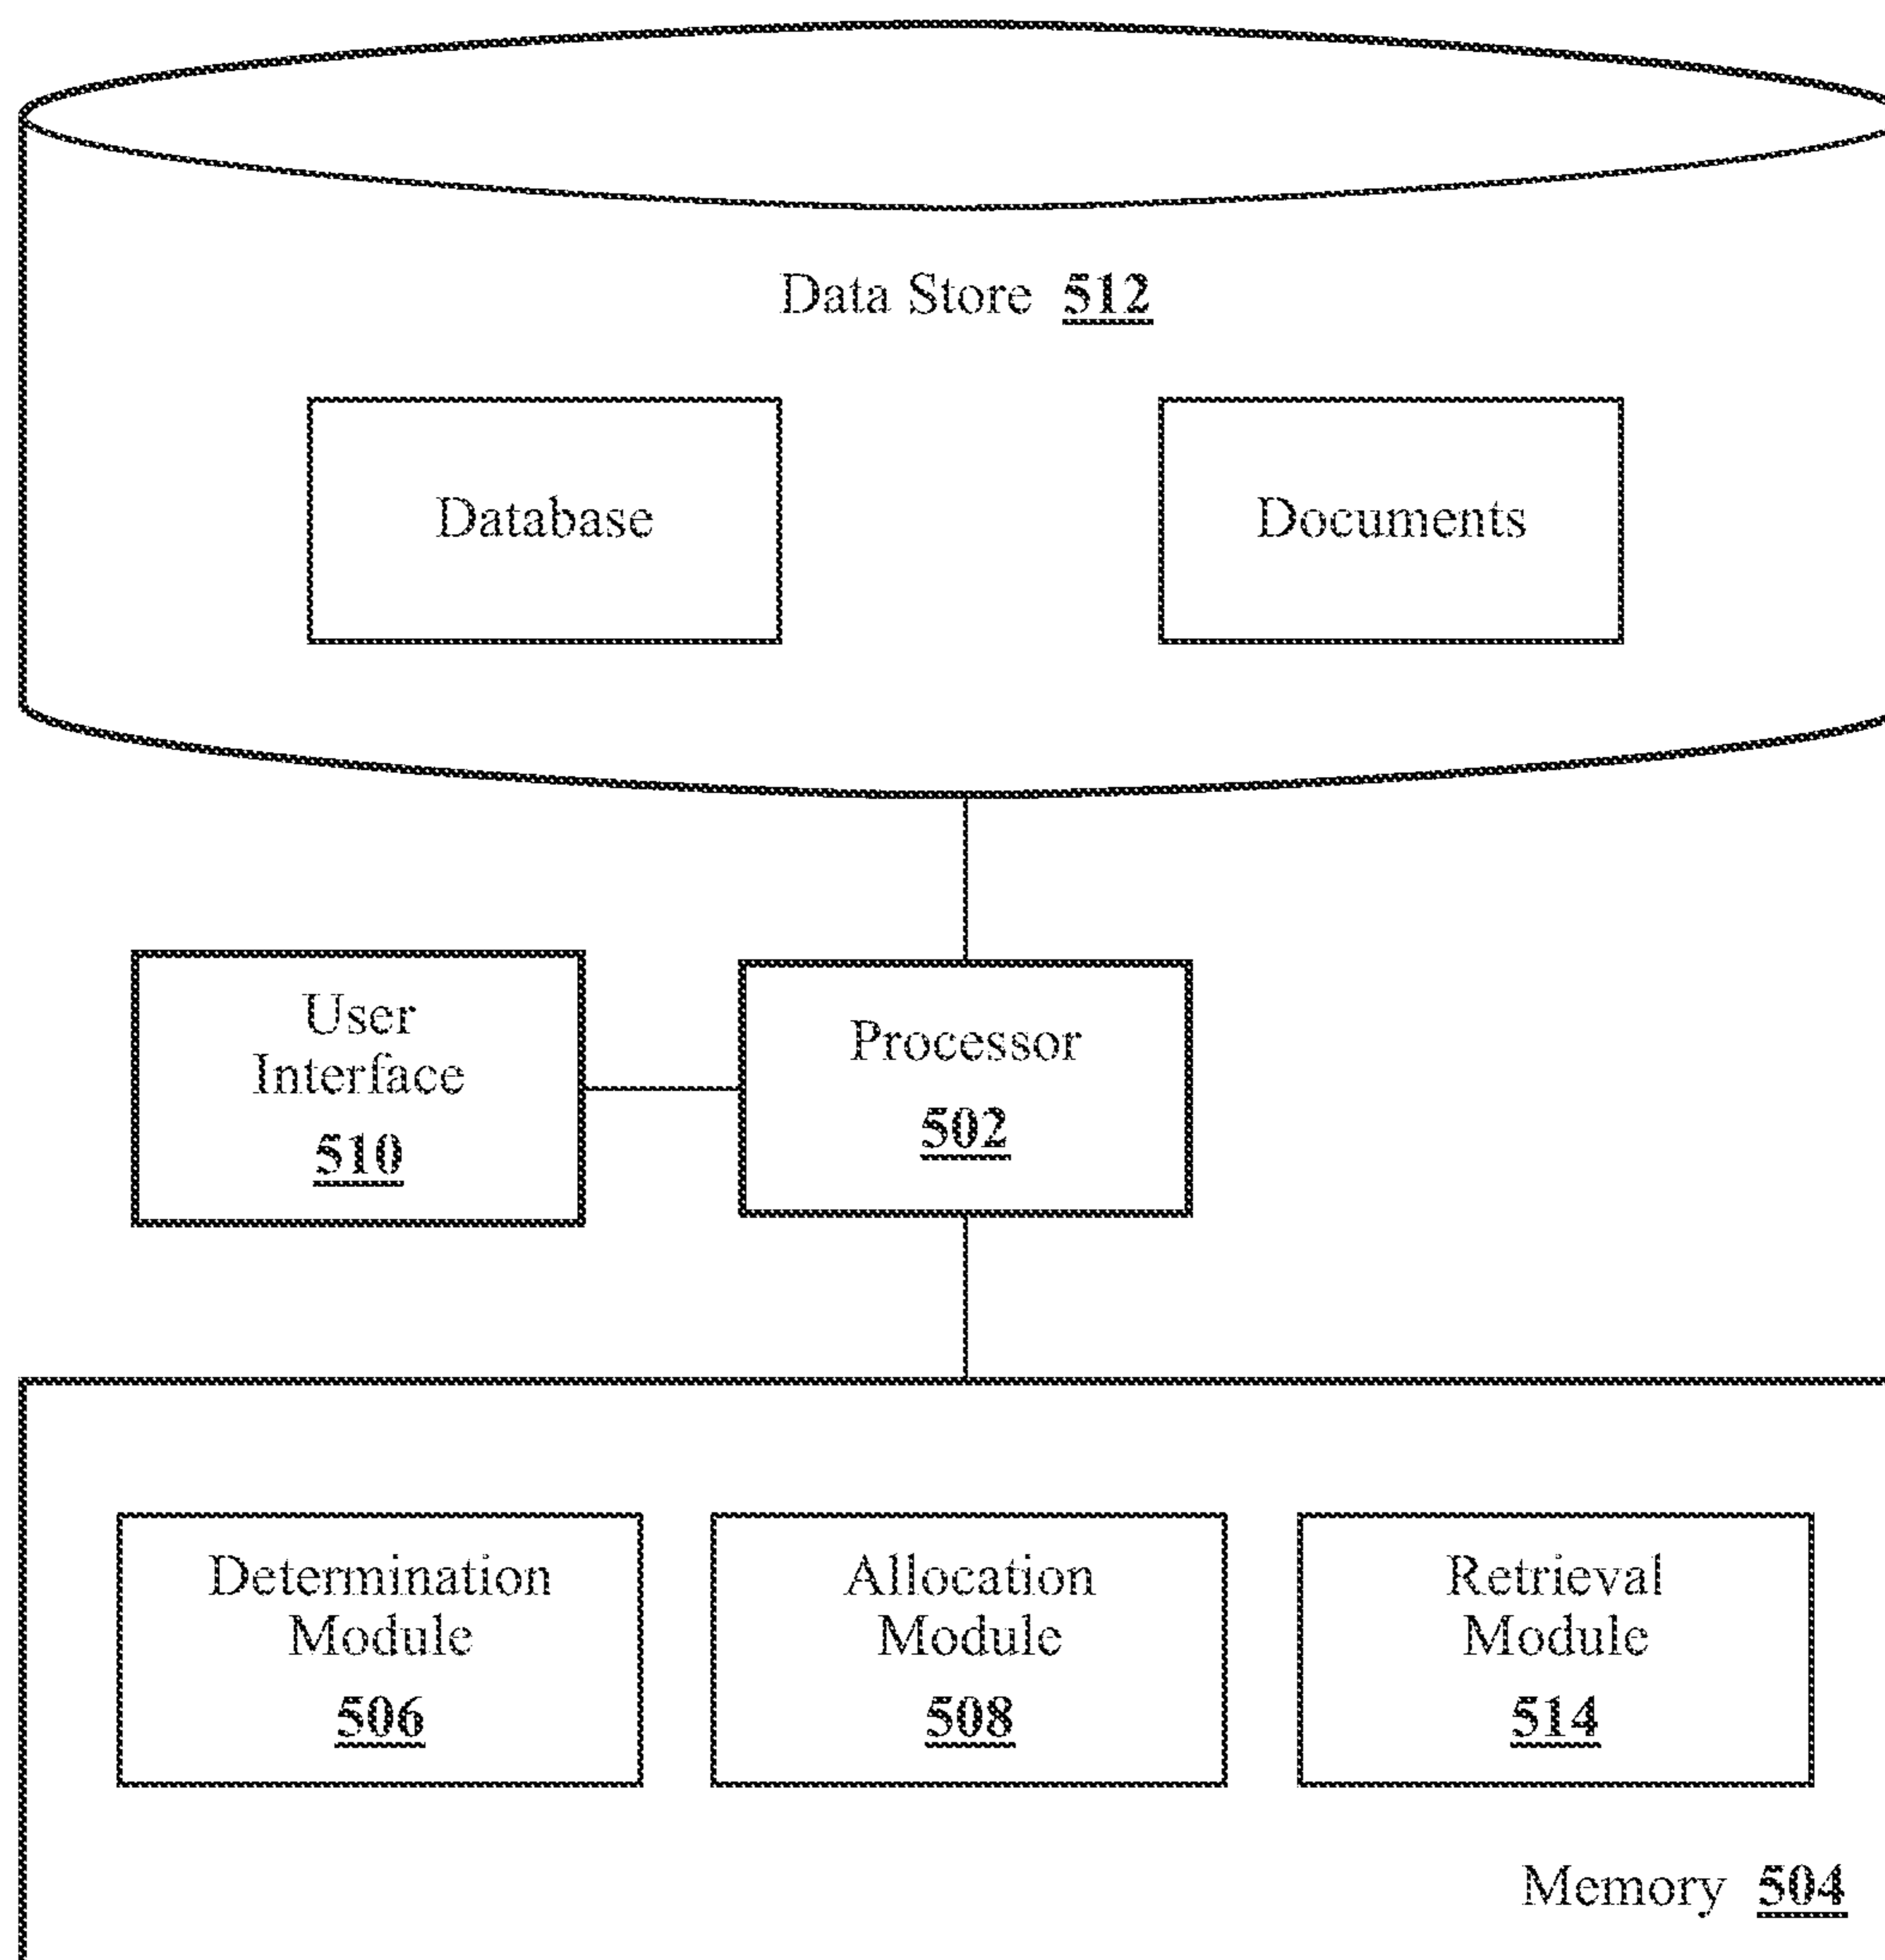 Data Store 512
Database
Documents
User
Interface
510
Processor
502
Determination
Module
506
Allocation
Module
508
Retrieval
Module
514
Memory 504